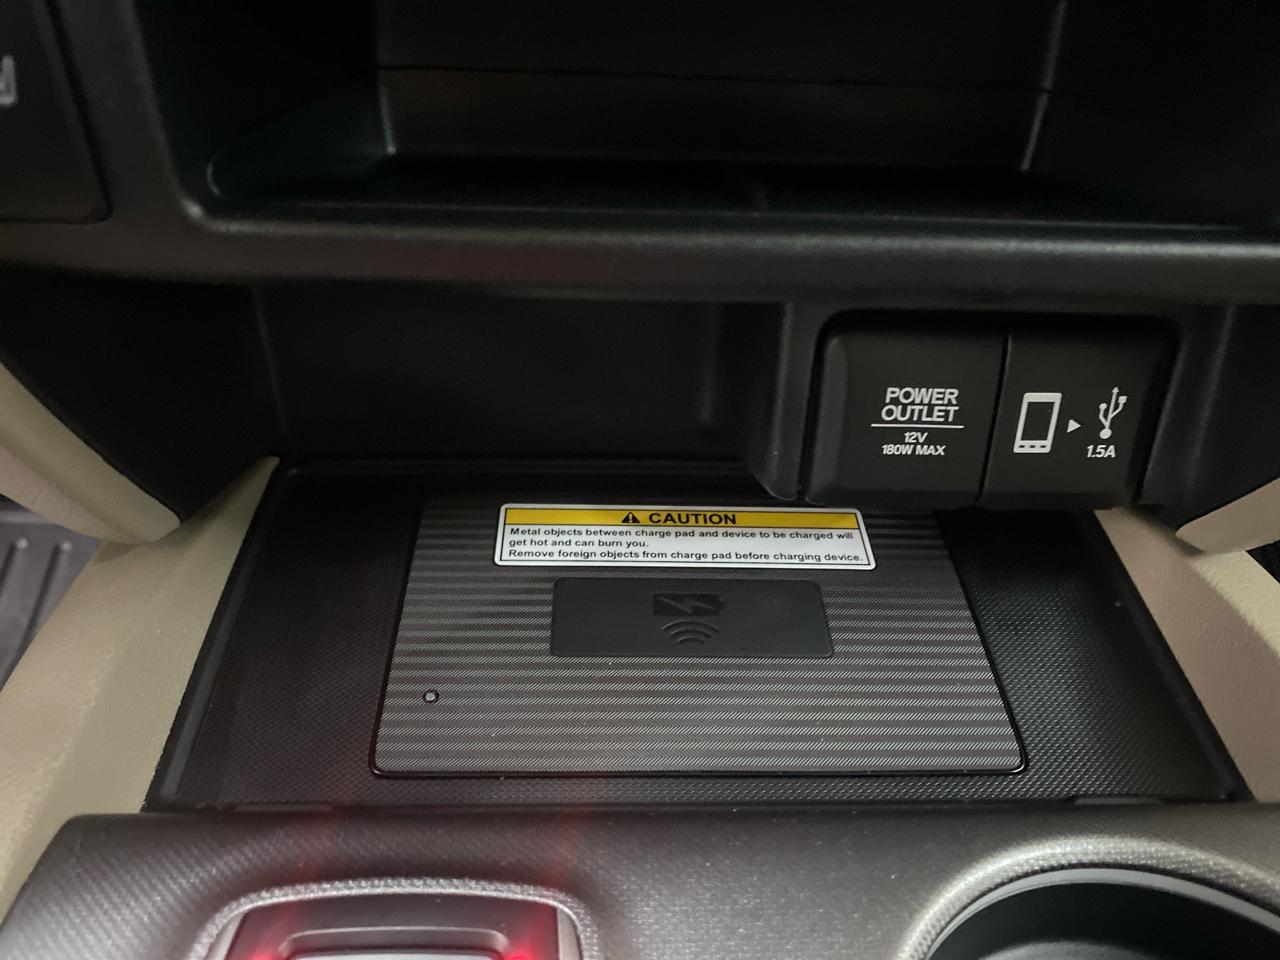 POWER
OUTLET
12V
180W MAX
1.5A
CAUTION
Metal objects between charge pad and device to be charged will
get hot and can burn you.
Remove foreign objects from charge pad before charging device.